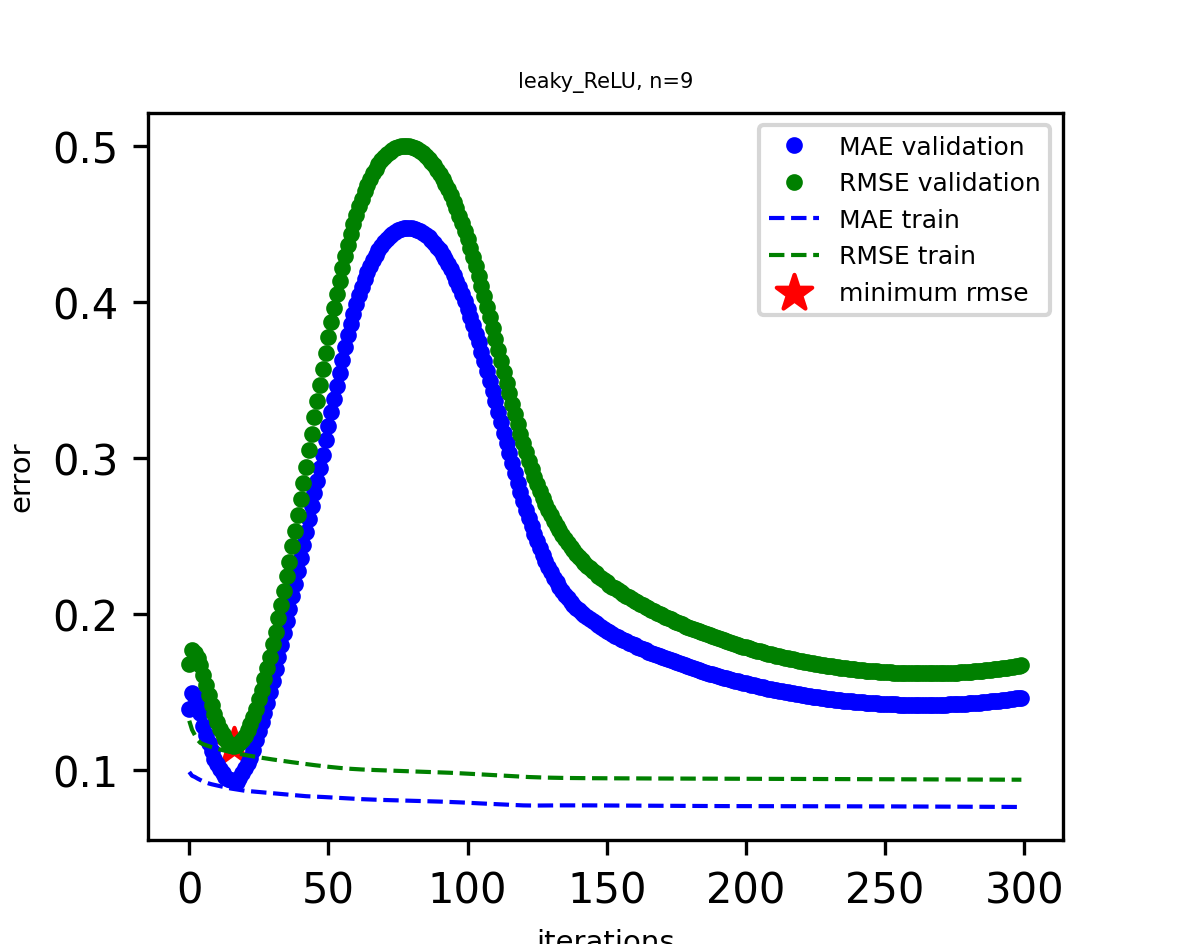 leaky_ReLU, n=9
0.5
0.4
0.3
0.2
0.1
error
MAE validation
RMSE validation
MAE train
RMSE train
minimum rmse
0 50 100 150 200 250 300
iterations